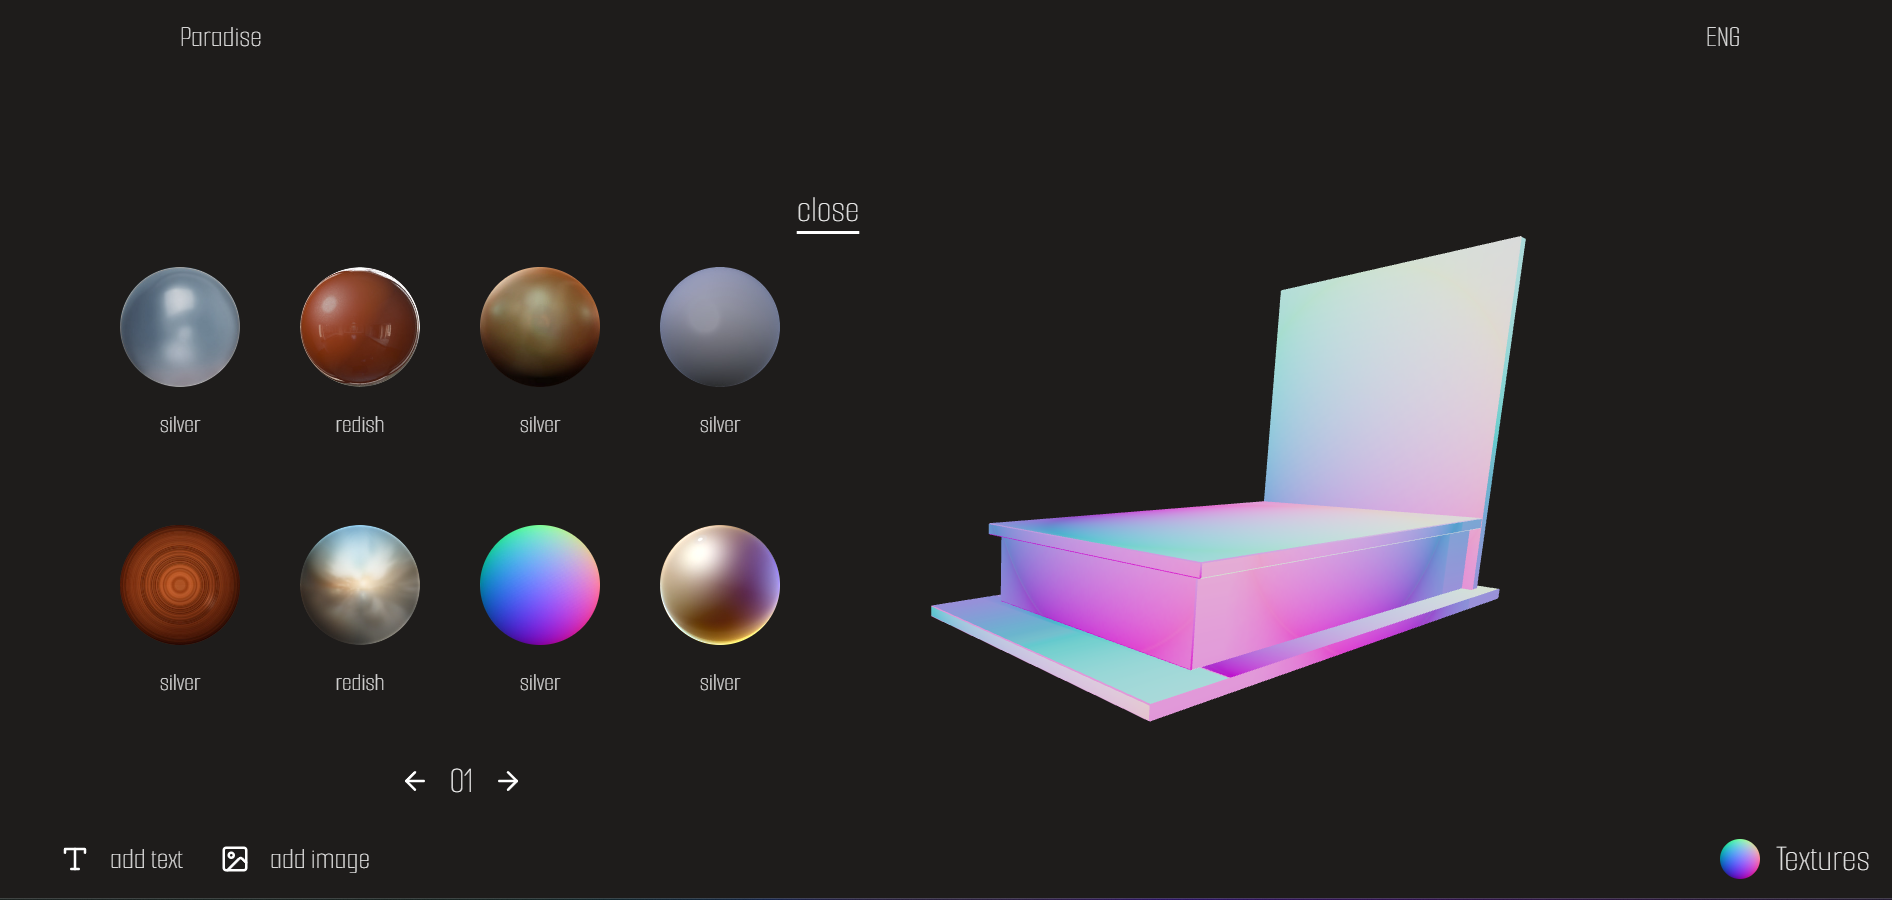 Paradise
ENG
close
silver
redish
silver
silver
silver
redish
silver
silver
01
add text
add image
Textures